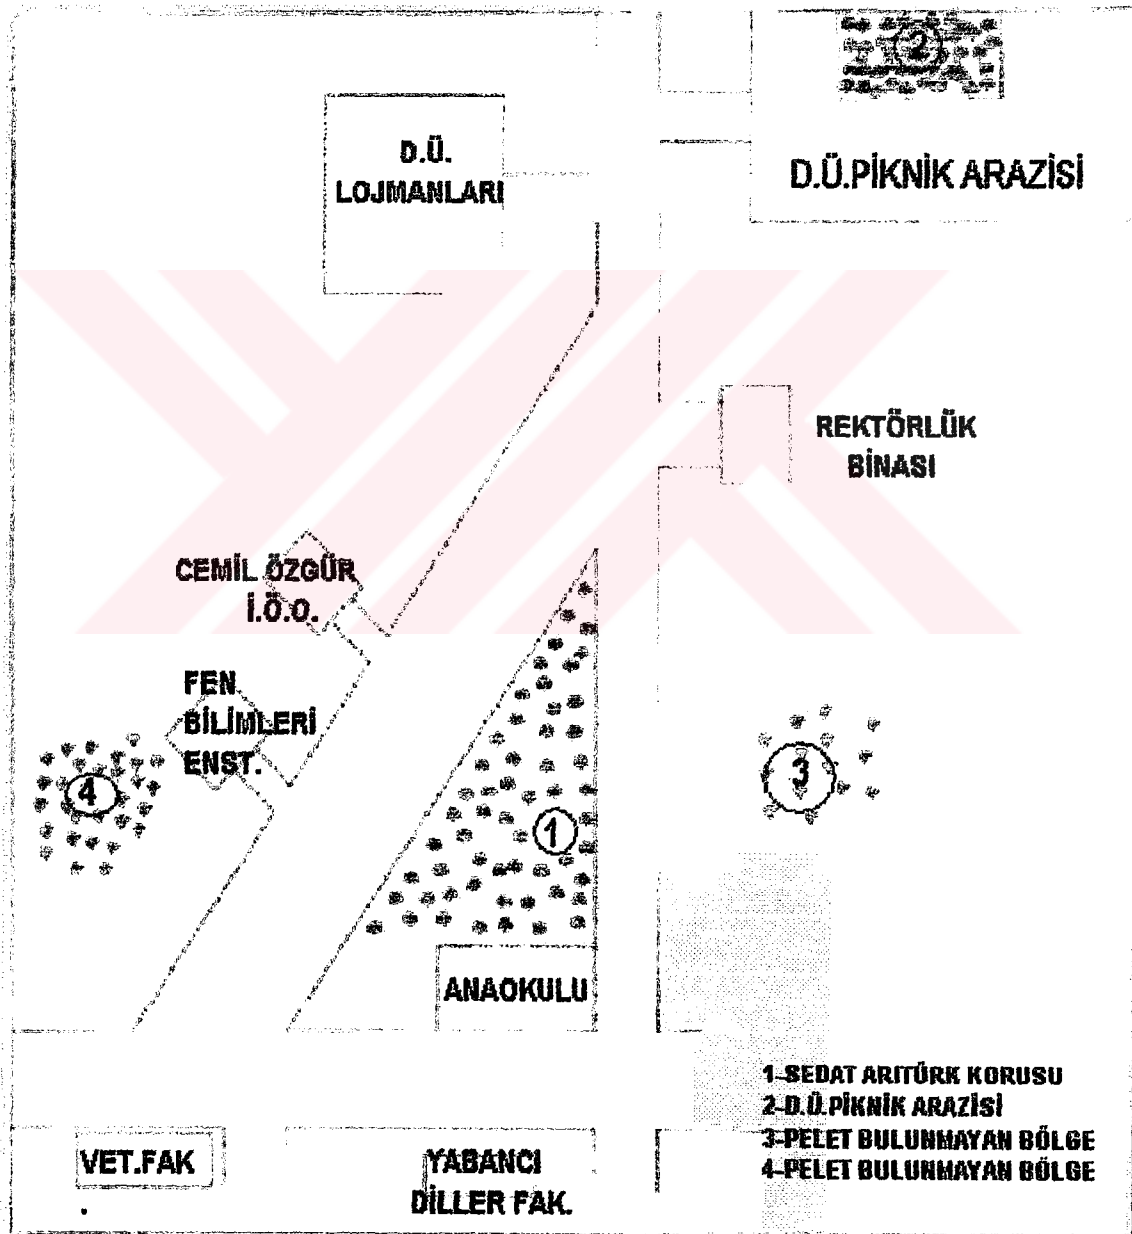 2
D.Ü.
LOJMANLARI
D.Ü.PİKNİK ARAZİSİ
REKTÖRLÜK
BİNASI
CEMİL ÖZGÜR
İ.Ö.O.
FEN
BİLİMLERİ
ENST.
4
3
1
ANAOKULU
1-SEDAT ARITÜRK KORUSU
2-D.Ü.PİKNİK ARAZİSİ
3-PELET BULUNMAYAN BÖLGE
4-PELET BULUNMAYAN BÖLGE
VET.FAK
.
YABANCI
DİLLER FAK.